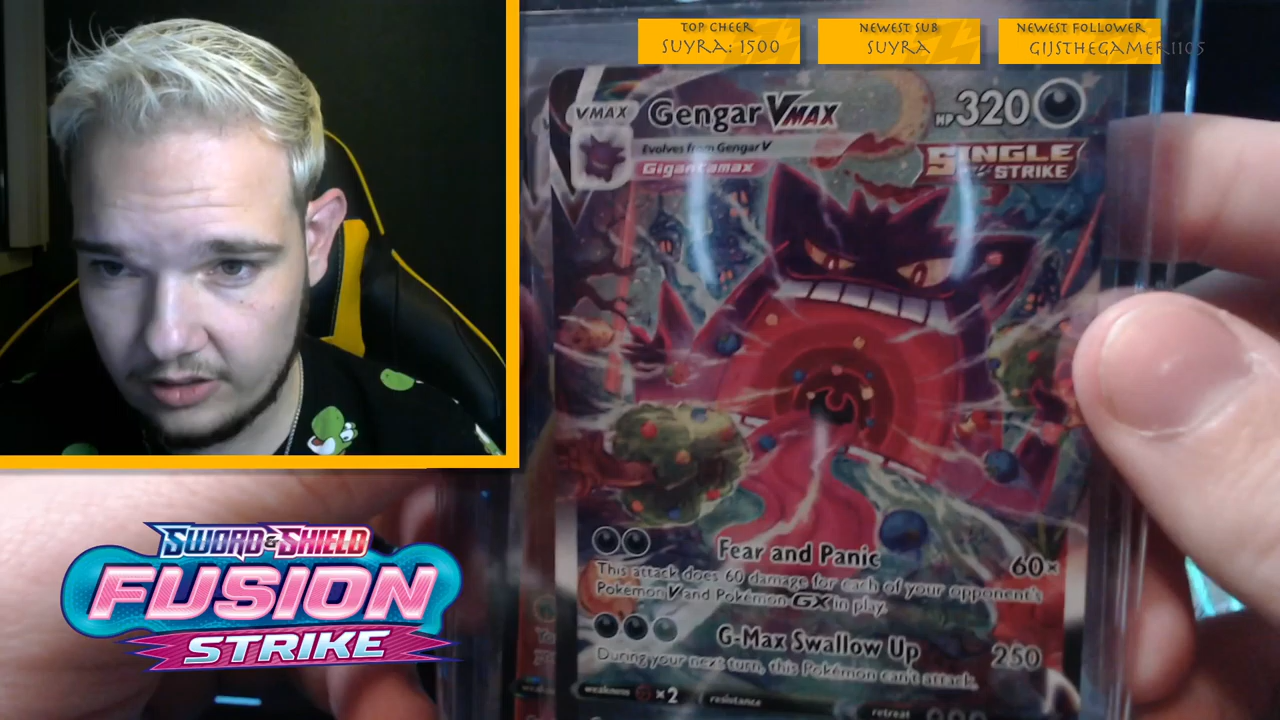 TOP CHEER
SUYRA: 1500
NEWEST SUB
SUYRA
NEWEST FOLLOWER
GIJSTHEGAMER1105
VMAX
Gengar VMAX
HP 320
Evolves from Gengar V
Gigantamax
SINGLE STRIKE
Fear and Panic 60×
This attack does 60 damage for each of your opponent's
Pokémon V and Pokémon GX in play.
G-Max Swallow Up 250
During your next turn, this Pokémon can't attack.
weakness ×2 resistance
retreat
SWORD & SHIELD
FUSION
STRIKE